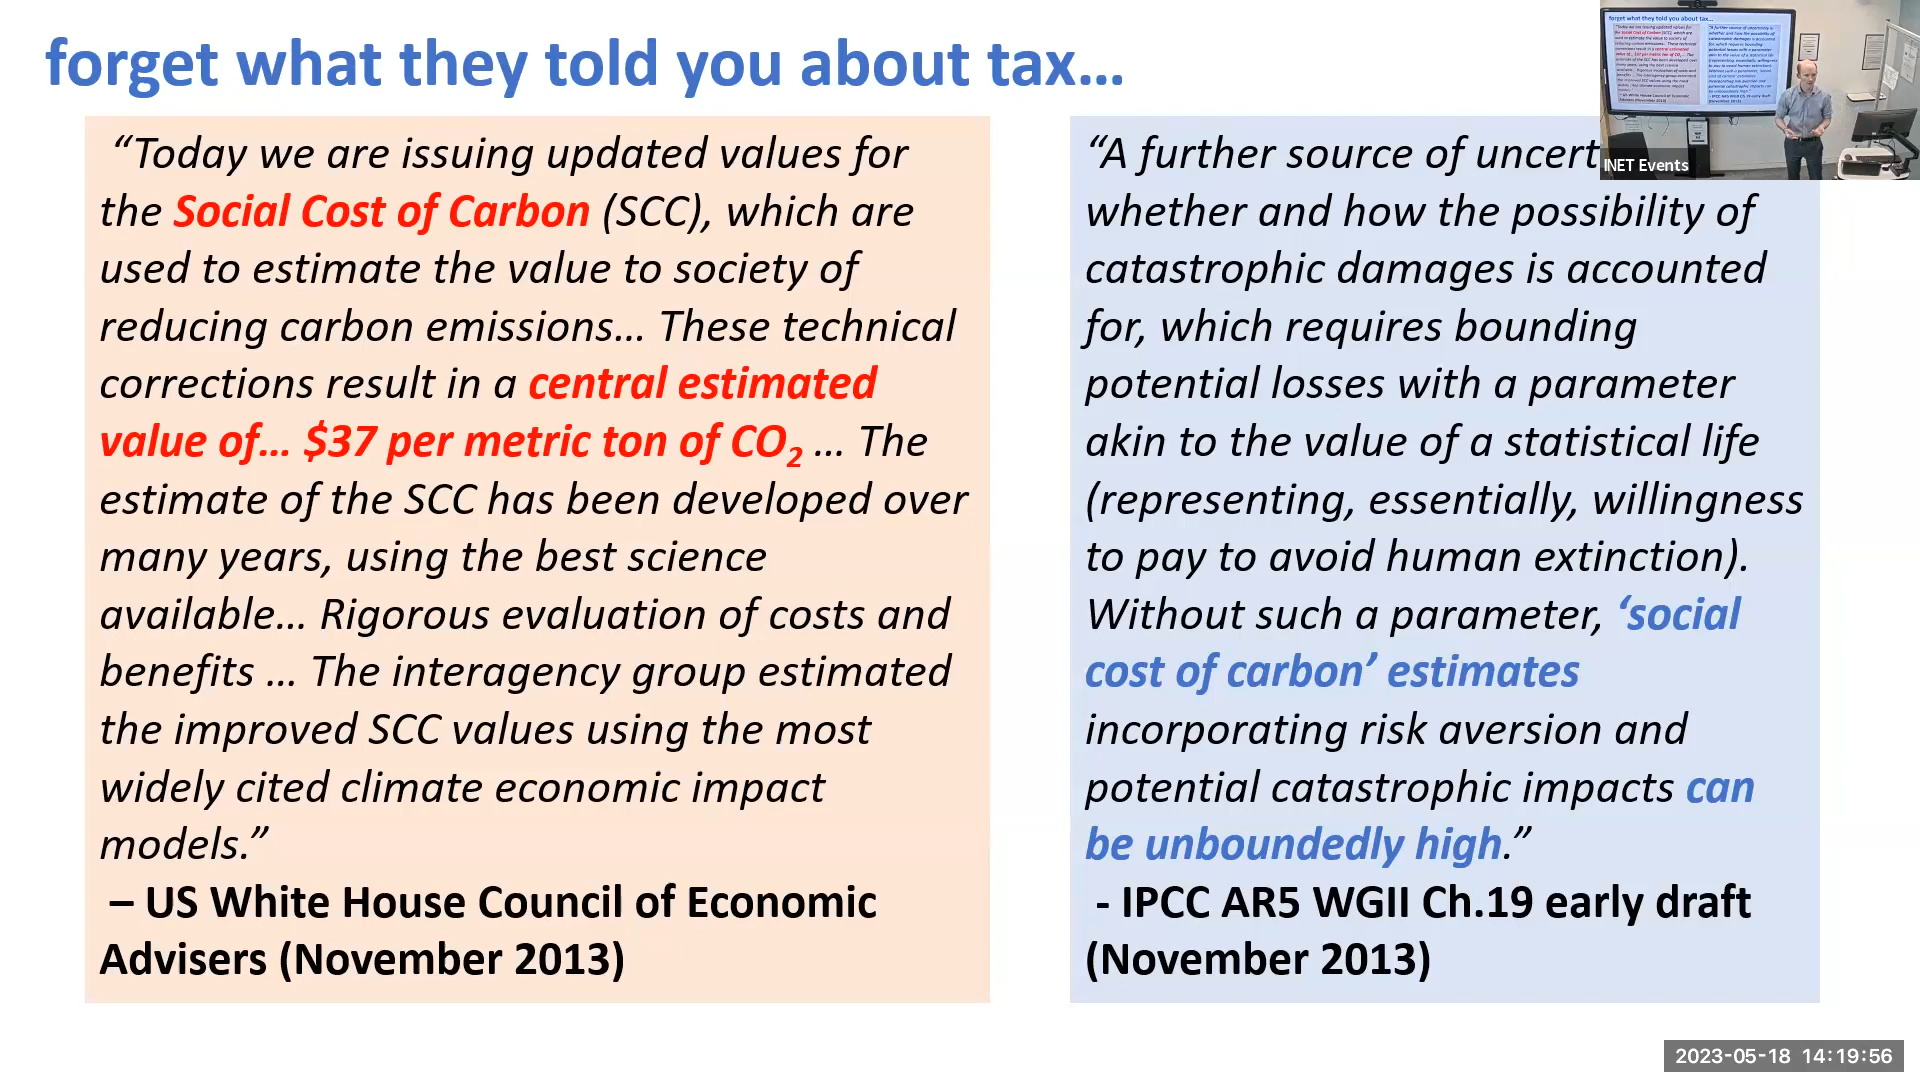 forget what they told you about tax...
“Today we are issuing updated values for
the Social Cost of Carbon (SCC), which are
used to estimate the value to society of
reducing carbon emissions... These technical
corrections result in a central estimated
value of... $37 per metric ton of CO2 ... The
estimate of the SCC has been developed over
many years, using the best science
available... Rigorous evaluation of costs and
benefits ... The interagency group estimated
the improved SCC values using the most
widely cited climate economic impact
models.”
– US White House Council of Economic
Advisers (November 2013)
“A further source of uncert
whether and how the possibility of
catastrophic damages is accounted
for, which requires bounding
potential losses with a parameter
akin to the value of a statistical life
(representing, essentially, willingness
to pay to avoid human extinction).
Without such a parameter, ‘social
cost of carbon’ estimates
incorporating risk aversion and
potential catastrophic impacts can
be unboundedly high.”
- IPCC AR5 WGII Ch.19 early draft
(November 2013)
forget what they told you about tax...
INET Events
2023-05-18 14:19:56